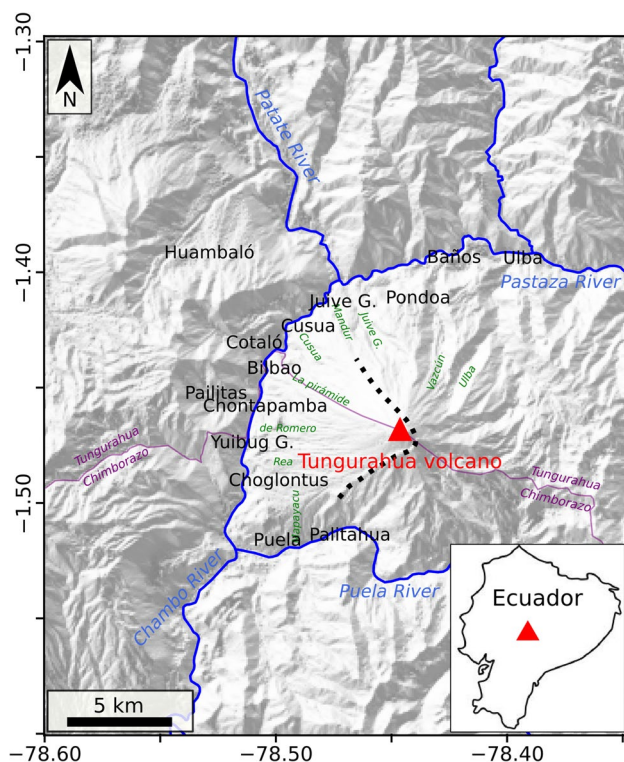 −1.30
N
Patate River
Huambaló
−1.40
Baños
Ulba
Pastaza River
Juive G.
Pondoa
Mandur
Juive G.
Cusua
Cusua
Cotaló
Bilbao
La pirámide
Vazcún
Ulba
Pailitas
Chontapamba
de Romero
Yuibug G.
Tungurahua
Chimborazo
Rea
Tungurahua volcano
Choglontus
Tungurahua
Chimborazo
−1.50
Puela
Palitahua
Chambo River
Puela River
Ecuador
5 km
−78.60
−78.50
−78.40